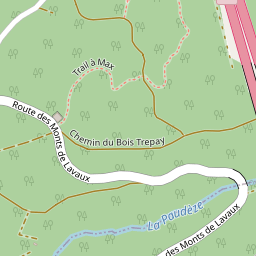 Trail à Max
Route des Monts de Lavaux
Chemin du Bois Trepay
La Paudèze
des Monts de Lavaux